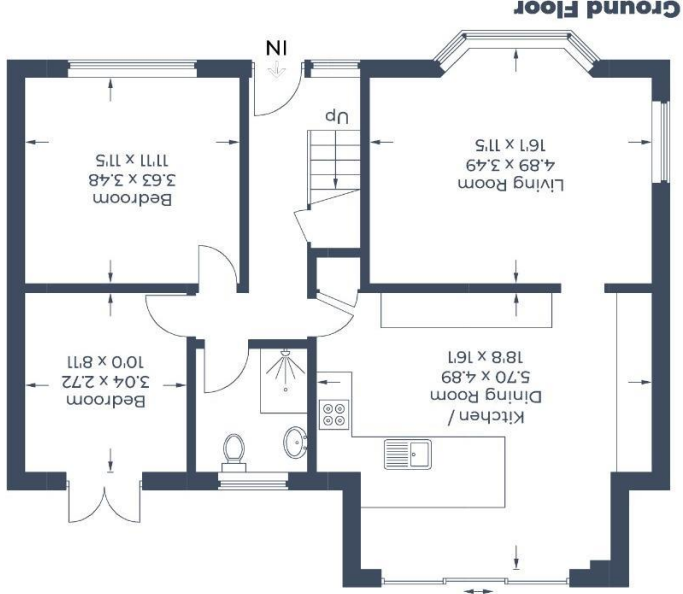 Ground Floor
IN
Up
Living Room
4.89 x 3.49
16'1 x 11'5
Bedroom
3.63 x 3.48
11'11 x 11'5
Kitchen /
Dining Room
5.70 x 4.89
18'8 x 16'1
Bedroom
3.04 x 2.72
10'0 x 8'11